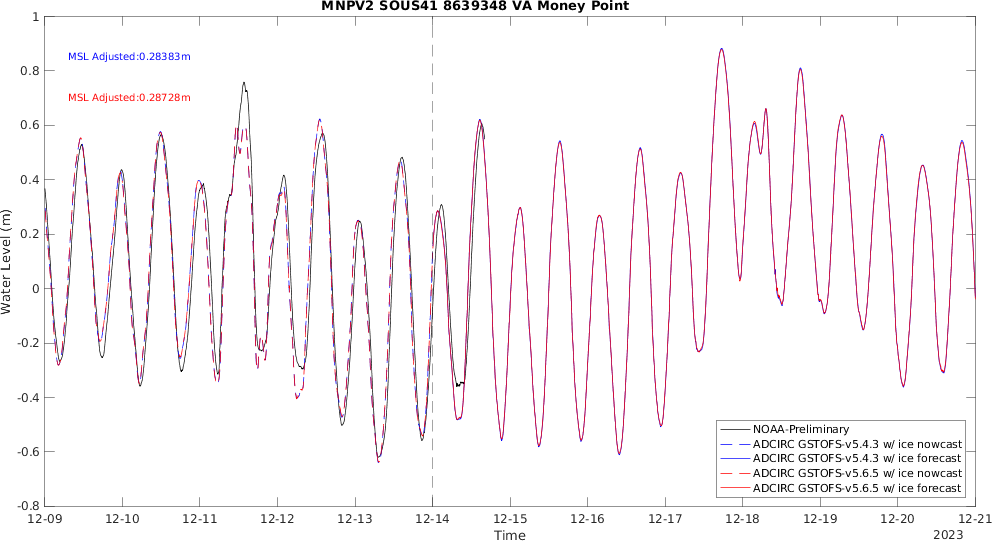 MNPV2 SOUS41 8639348 VA Money Point
MSL Adjusted:0.28383m
MSL Adjusted:0.28728m
Water Level (m)
1
0.8
0.6
0.4
0.2
0
-0.2
-0.4
-0.6
-0.8
NOAA-Preliminary
ADCIRC GSTOFS-v5.4.3 w/ ice nowcast
ADCIRC GSTOFS-v5.4.3 w/ ice forecast
ADCIRC GSTOFS-v5.6.5 w/ ice nowcast
ADCIRC GSTOFS-v5.6.5 w/ ice forecast
12-09 12-10 12-11 12-12 12-13 12-14 12-15 12-16 12-17 12-18 12-19 12-20 12-21
Time
2023